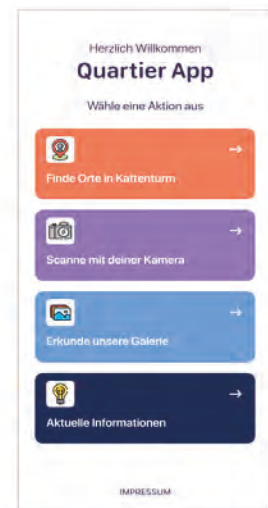 Herzlich Willkommen
Quartier App
Wähle eine Aktion aus
Finde Orte in Kattenturm
Scanne mit deiner Kamera
Erkunde unsere Galerie
Aktuelle Informationen
IMPRESSUM